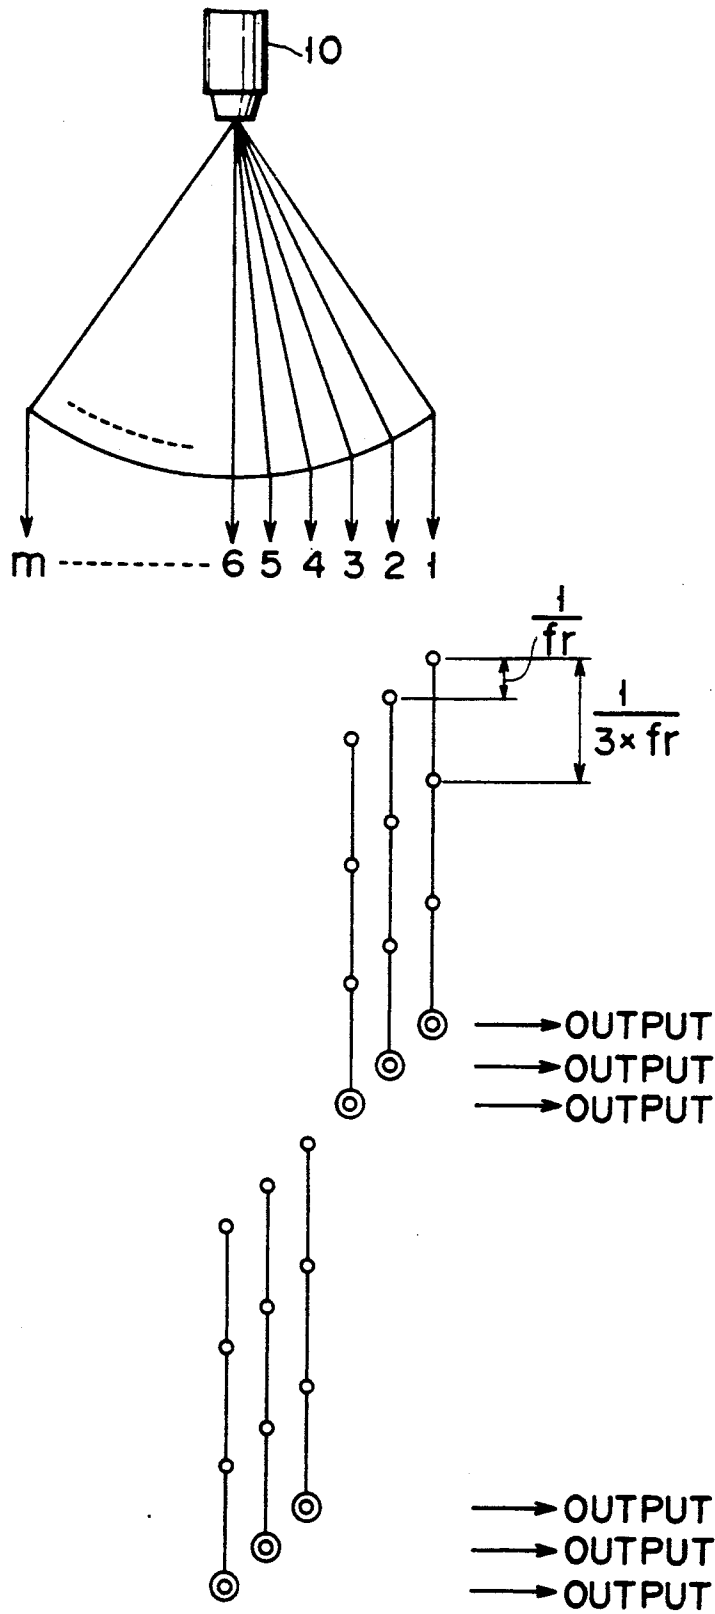 10
m ---------- 6 5 4 3 2 1
1
fr
1
3 × fr
OUTPUT
OUTPUT
OUTPUT
OUTPUT
OUTPUT
OUTPUT